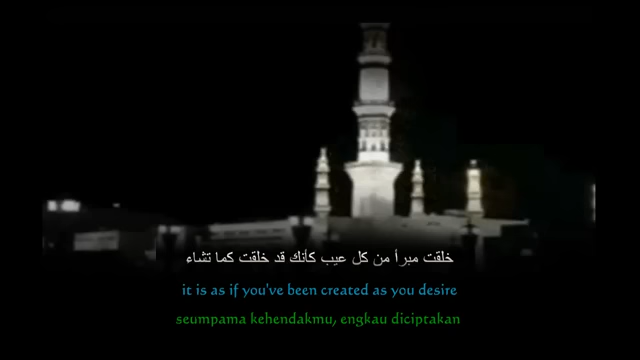 خلقت مبرأ من كل عيب كأنك قد خلقت كما تشاء
it is as if you've been created as you desire
seumpama kehendakmu, engkau diciptakan